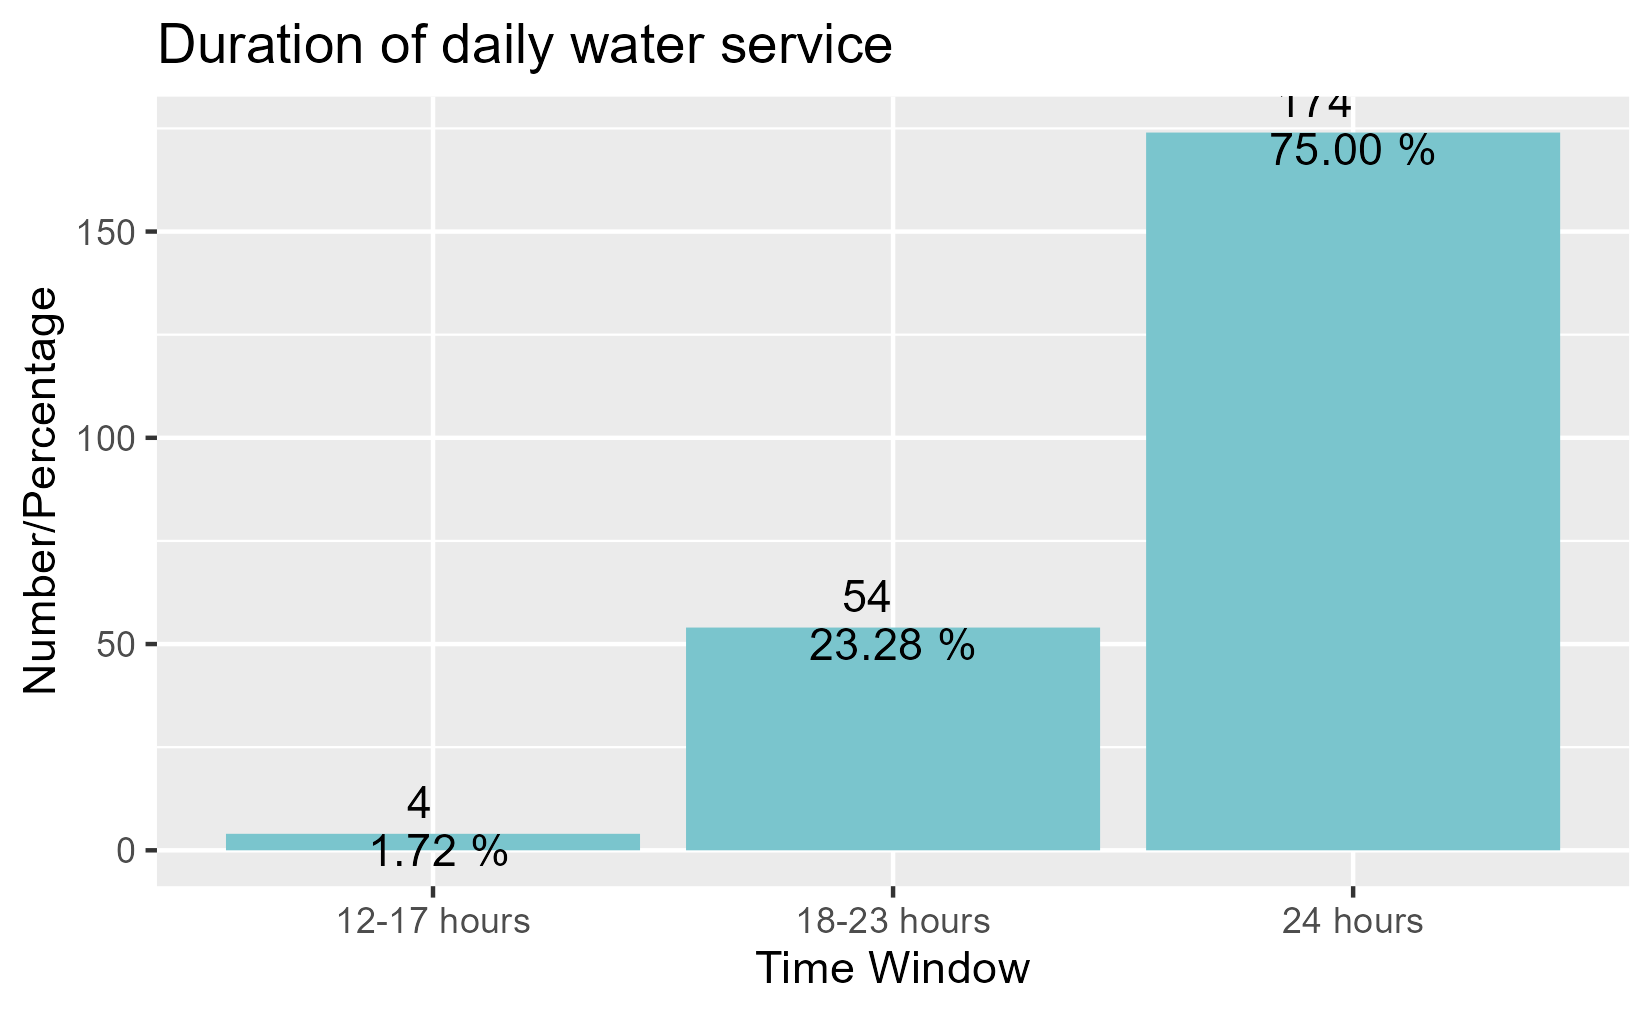 Duration of daily water service
174
75.00 %
150
100
50
0
54
23.28 %
4
1.72 %
12-17 hours
18-23 hours
24 hours
Time Window
Number/Percentage